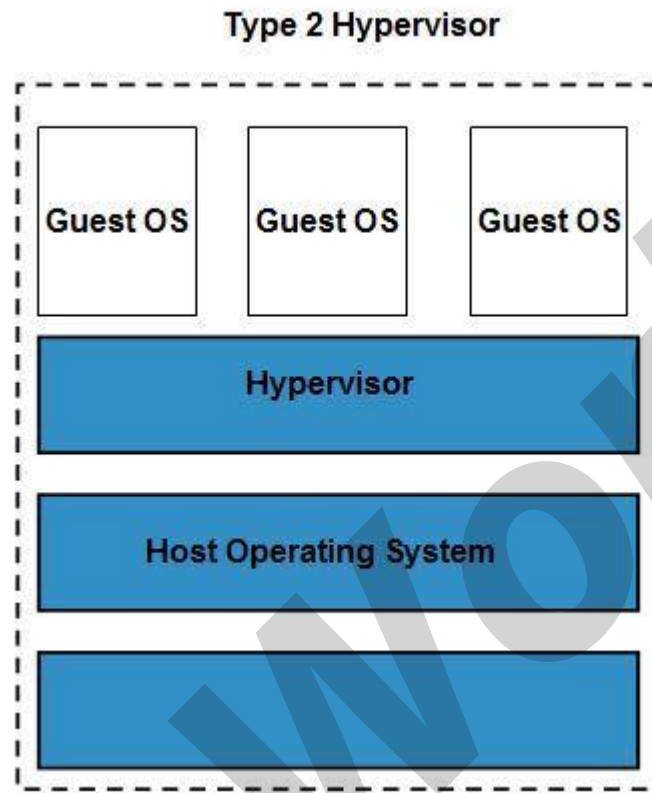 Type 2 Hypervisor
Guest OS
Guest OS
Guest OS
Hypervisor
Host Operating System